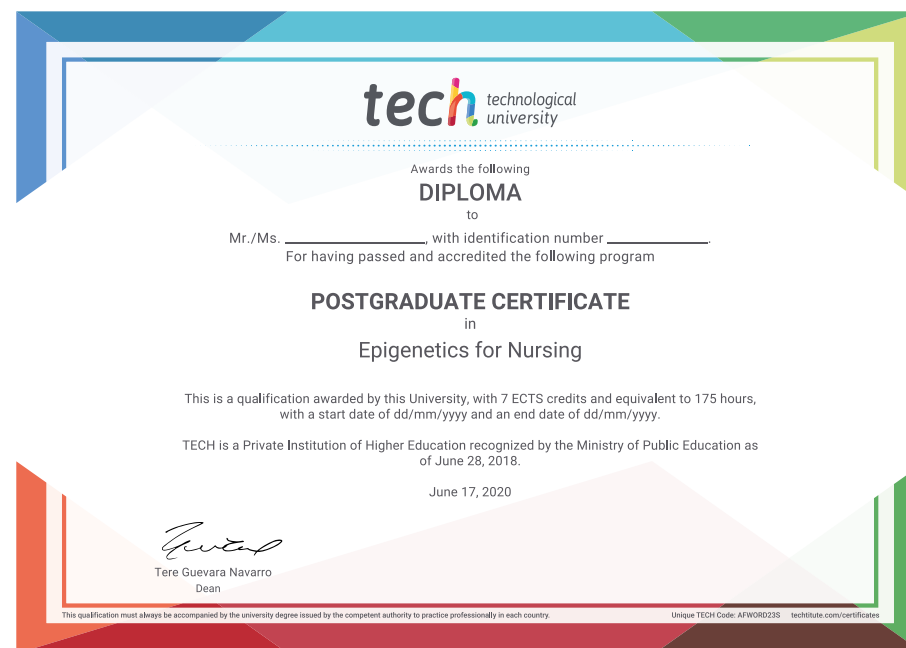 tech technological
university
Awards the following
DIPLOMA
to
Mr./Ms. ____________________, with identification number ______________.
For having passed and accredited the following program
POSTGRADUATE CERTIFICATE
in
Epigenetics for Nursing
This is a qualification awarded by this University, with 7 ECTS credits and equivalent to 175 hours,
with a start date of dd/mm/yyyy and an end date of dd/mm/yyyy.
TECH is a Private Institution of Higher Education recognized by the Ministry of Public Education as
of June 28, 2018.
June 17, 2020
Tere Guevara Navarro
Dean
This qualification must always be accompanied by the university degree issued by the competent authority to practice professionally in each country. Unique TECH Code: AFWORD23S techtitute.com/certificates